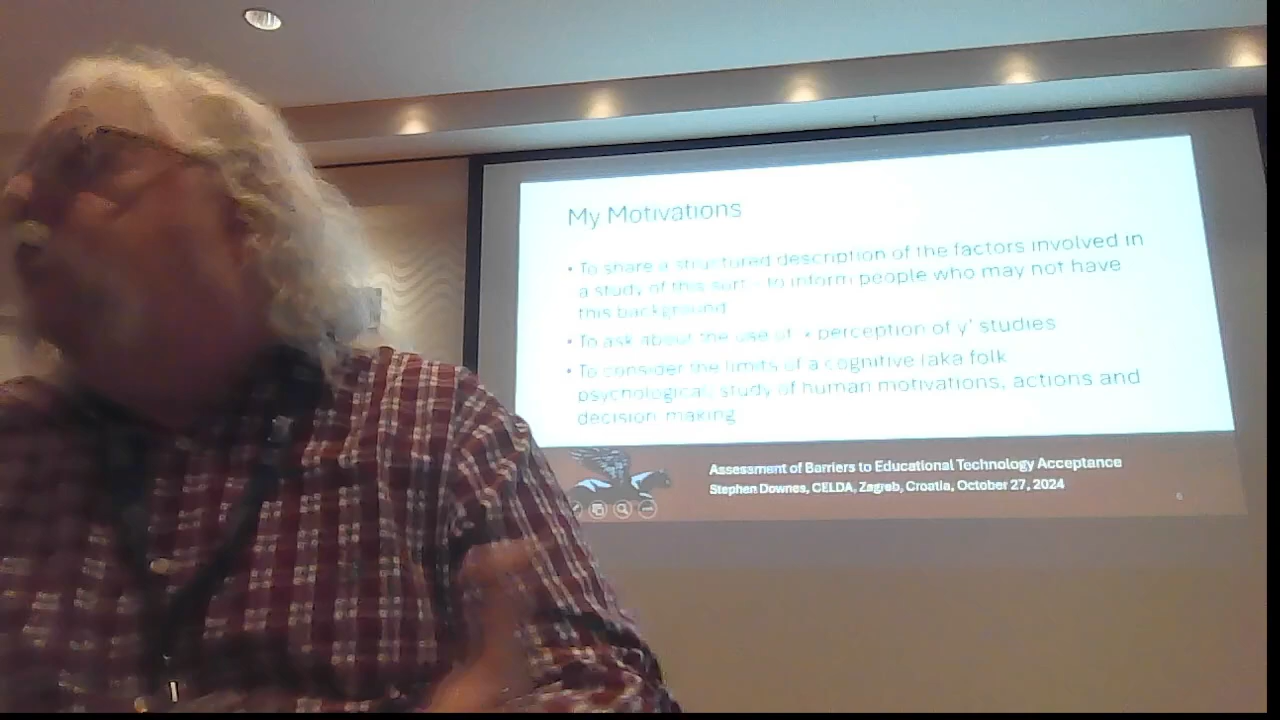 My Motivations
• To share a structured description of the factors involved in
a study of this sort - to inform people who may not have
this background
• To ask about the use of 'x perception of y' studies
• To consider the limits of a cognitive (aka folk
psychological) study of human motivations, actions and
decision making
Assessment of Barriers to Educational Technology Acceptance
Stephen Downes, CELDA, Zagreb, Croatia, October 27, 2024
6